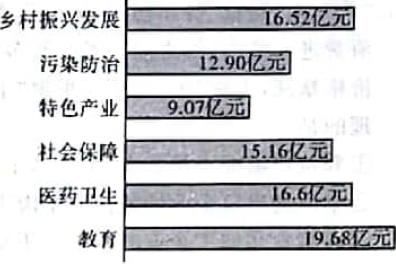 乡村振兴发展 16.52亿元
污染防治 12.90亿元
特色产业 9.07亿元
社会保障 15.16亿元
医药卫生 16.6亿元
教育 19.68亿元